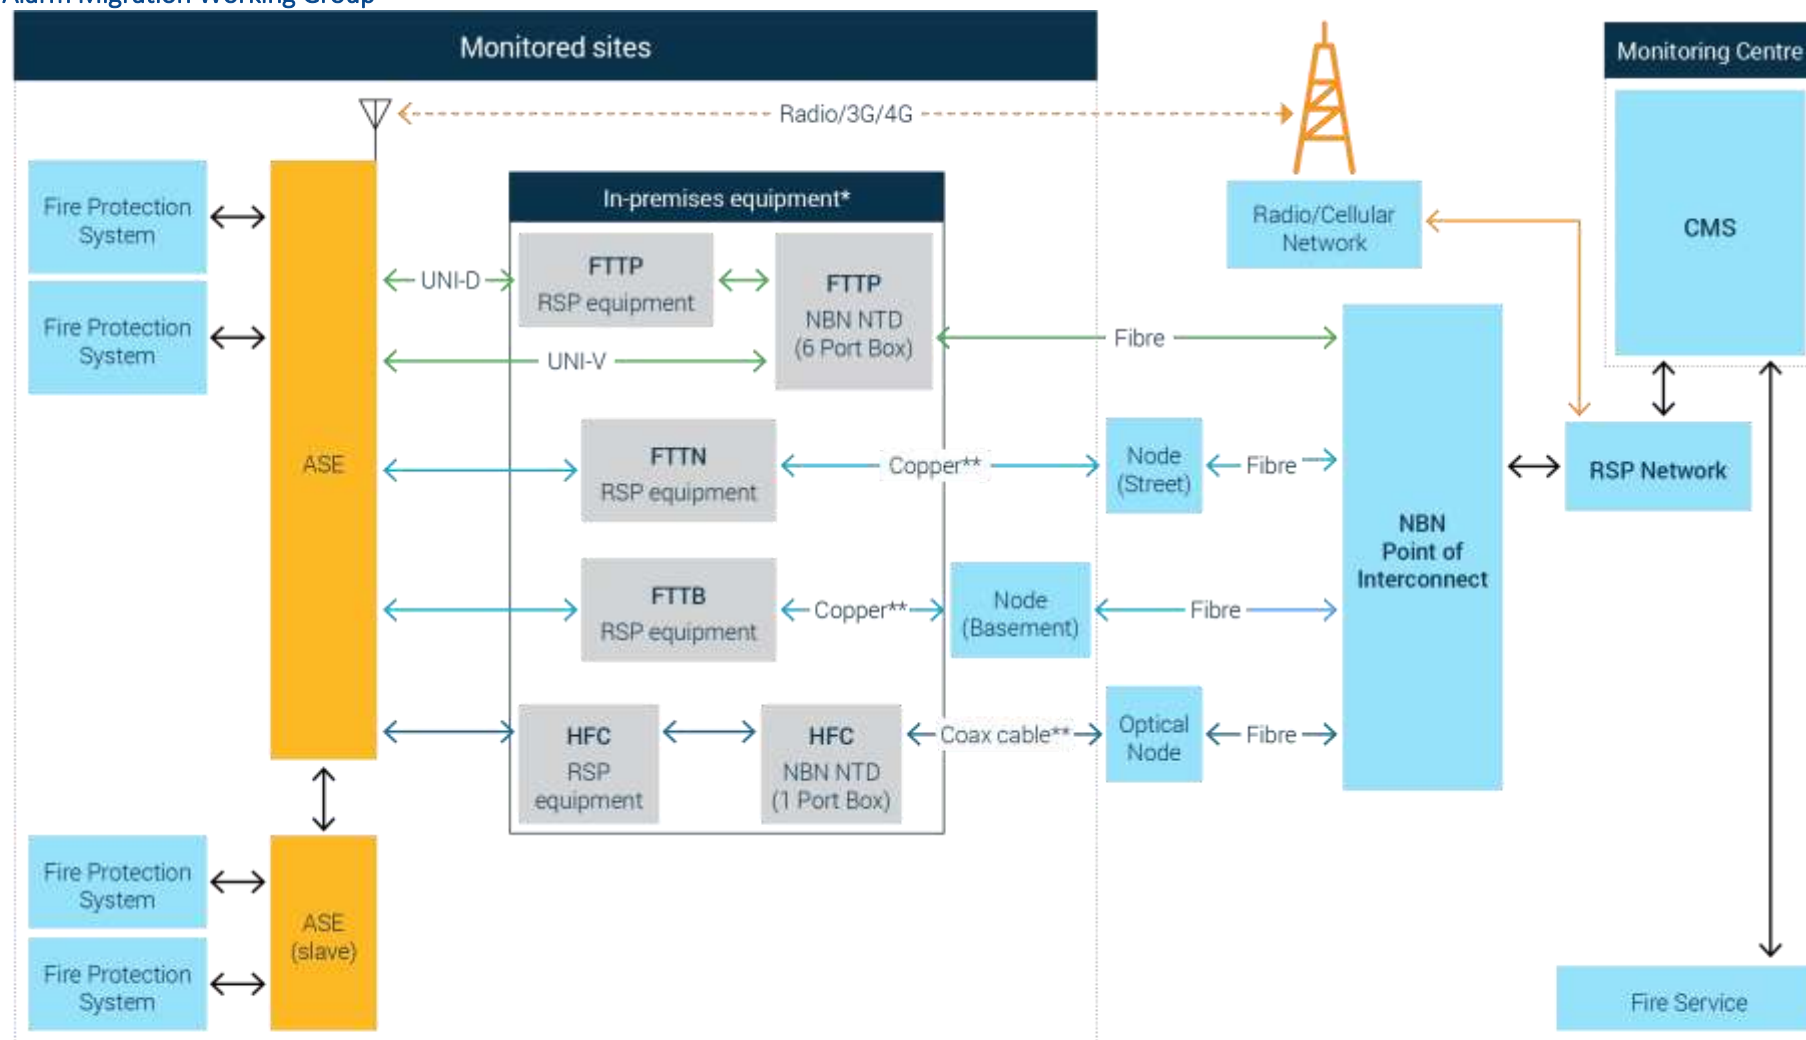 Alarm Migration Working Group
Monitored sites
Monitoring Centre
Radio/3G/4G
CMS
Fire Protection
System
Fire Protection
System
ASE
In-premises equipment*
Radio/Cellular
Network
UNI-D
FTTP
RSP equipment
FTTP
NBN NTD
(6 Port Box)
UNI-V
Fibre
FTTN
RSP equipment
Copper**
Node
(Street)
Fibre
NBN
Point of
Interconnect
RSP Network
FTTB
RSP equipment
Copper**
Node
(Basement)
Fibre
HFC
RSP
equipment
HFC
NBN NTD
(1 Port Box)
Coax cable**
Optical
Node
Fibre
Fire Protection
System
Fire Protection
System
ASE
(slave)
Fire Service